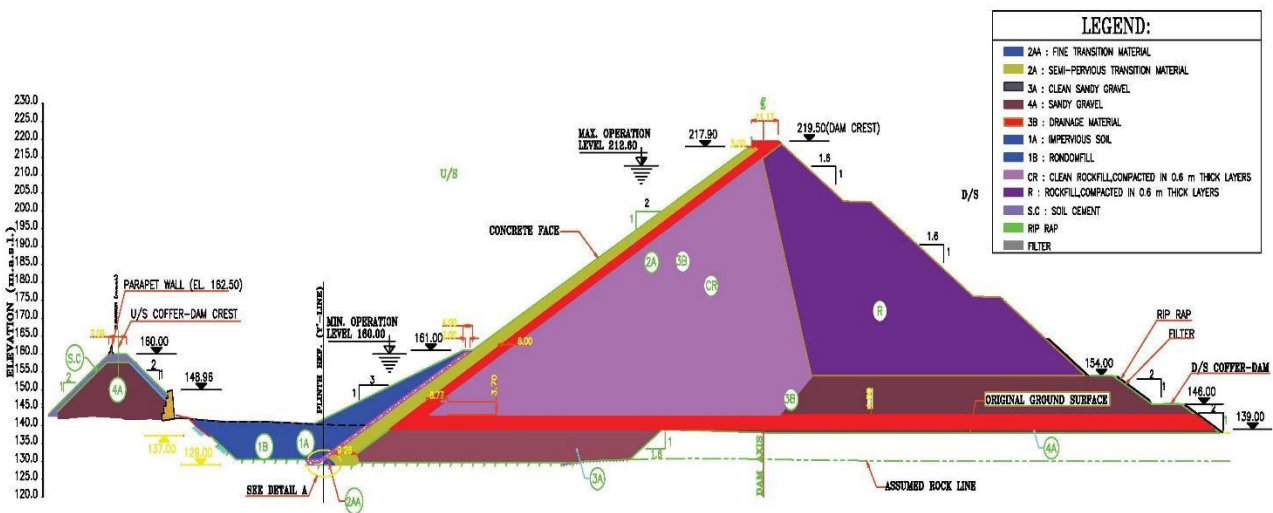 LEGEND:
2AA : FINE TRANSITION MATERIAL
2A : SEMI-PERVIOUS TRANSITION MATERIAL
3A : CLEAN SANDY GRAVEL
4A : SANDY GRAVEL
3B : DRAINAGE MATERIAL
1A : IMPERVIOUS SOIL
1B : RONDOMFILL
CR : CLEAN ROCKFILL,COMPACTED IN 0.6 m THICK LAYERS
R : ROCKFILL,COMPACTED IN 0.6 m THICK LAYERS
S.C : SOIL CEMENT
RIP RAP
FILTER
ELEVATION (m.a.s.l.)
230.0
225.0
220.0
215.0
210.0
205.0
200.0
195.0
190.0
185.0
180.0
175.0
170.0
165.0
160.0
155.0
150.0
145.0
140.0
135.0
130.0
125.0
120.0
MAX. OPERATION
LEVEL 212.60
217.90
219.50(DAM CREST)
U/S
D/S
1.6
1
2
1
CONCRETE FACE
1.6
1
2A
3B
CR
R
PARAPET WALL (EL. 162.50)
U/S COFFER-DAM CREST
160.00
S.C
4A
2
1
2
1
148.96
PLINTH REF. (Y'-LINE)
MIN. OPERATION
LEVEL 160.00
161.00
3
1
6.00
3.70
8.77
RIP RAP
FILTER
154.00
2
1
D/S COFFER-DAM
146.00
2
1
139.00
3B
ORIGINAL GROUND SURFACE
137.00
129.00
1B
1A
1
1.6
DAM AXIS
4A
3A
SEE DETAIL A
2AA
ASSUMED ROCK LINE